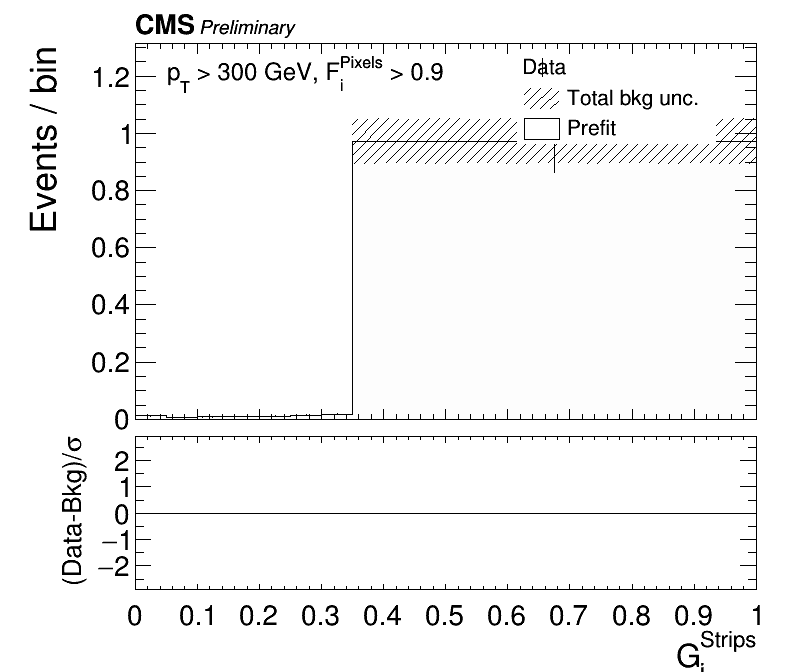 CMS Preliminary
Events / bin
p_T > 300 GeV, F_i^Pixels > 0.9
Data
Total bkg unc.
Prefit
1.2
1
0.8
0.6
0.4
0.2
0
(Data-Bkg)/σ
2
1
0
−1
−2
0 0.1 0.2 0.3 0.4 0.5 0.6 0.7 0.8 0.9 1
G_i^Strips